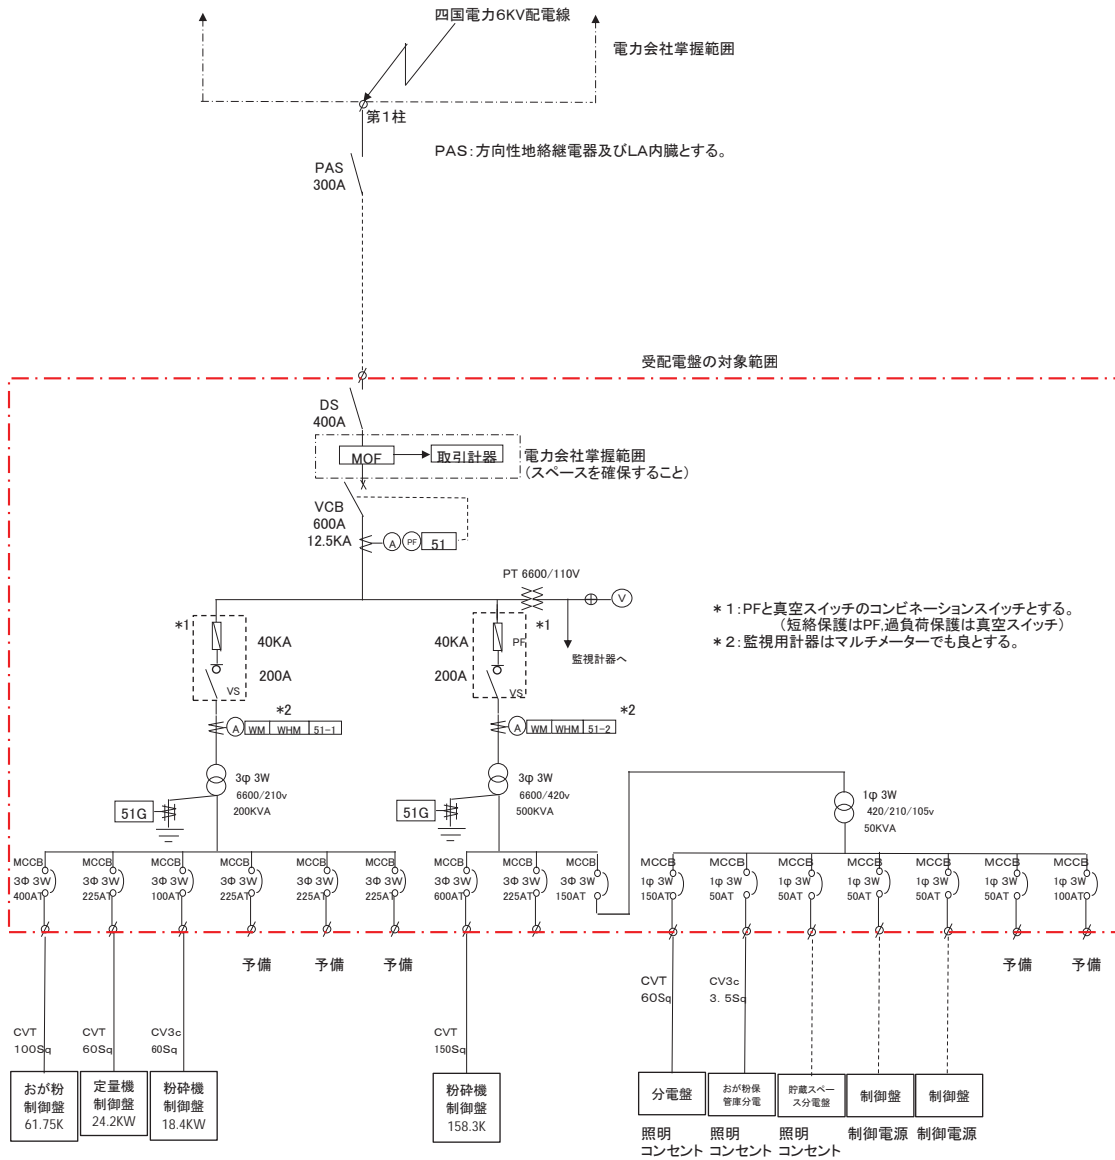 四国電力6KV配電線
電力会社掌握範囲
第1柱
PAS:方向性地絡継電器及びLA内臓とする。
PAS
300A
受配電盤の対象範囲
DS
400A
MOF
取引計器
電力会社掌握範囲
(スペースを確保すること)
VCB
600A
12.5KA
A
PF
51
PT 6600/110V
V
監視計器へ
*1:PFと真空スイッチのコンビネーションスイッチとする。
(短絡保護はPF,過負荷保護は真空スイッチ)
*2:監視用計器はマルチメーターでも良とする。
*1
40KA
200A
VS
*1
40KA
PF
200A
VS
*2
A
WM
WHM
51-1
*2
A
WM
WHM
51-2
3φ 3W
6600/210v
200KVA
51G
3φ 3W
6600/420v
500KVA
51G
1φ 3W
420/210/105v
50KVA
MCCB
3Φ 3W
400AT
MCCB
3Φ 3W
225AT
MCCB
3Φ 3W
100AT
MCCB
3Φ 3W
225AT
MCCB
3Φ 3W
225AT
MCCB
3Φ 3W
225AT
MCCB
3Φ 3W
600AT
MCCB
3Φ 3W
225AT
MCCB
3Φ 3W
150AT
MCCB
1φ 3W
150AT
MCCB
1φ 3W
50AT
MCCB
1φ 3W
50AT
MCCB
1φ 3W
50AT
MCCB
1φ 3W
50AT
MCCB
1φ 3W
50AT
MCCB
1φ 3W
100AT
予備
予備
予備
予備
予備
CVT
100Sq
CVT
60Sq
CV3c
60Sq
CVT
150Sq
CVT
60Sq
CV3c
3.5Sq
おが粉
制御盤
61.75K
定量機
制御盤
24.2KW
粉砕機
制御盤
18.4KW
粉砕機
制御盤
158.3K
分電盤
おが粉保
管庫分電
貯蔵スペー
ス分電盤
制御盤
制御盤
照明
コンセント
照明
コンセント
照明
コンセント
制御電源
制御電源